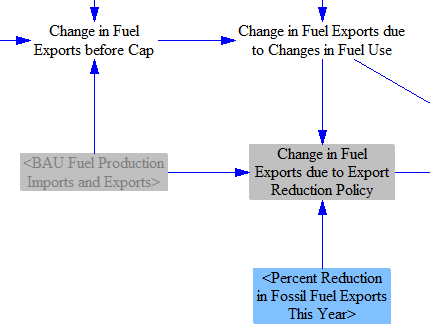 Change in Fuel
Exports before Cap
Change in Fuel Exports due
to Changes in Fuel Use
<BAU Fuel Production
Imports and Exports>
Change in Fuel
Exports due to Export
Reduction Policy
<Percent Reduction
in Fossil Fuel Exports
This Year>